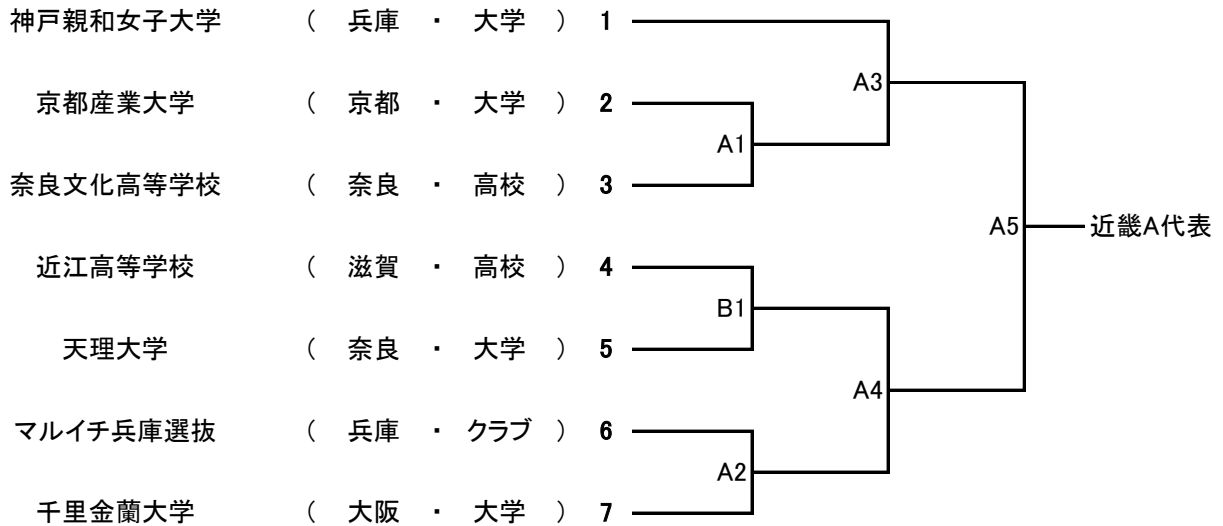 神戸親和女子大学 ( 兵庫 ・ 大学 ) 1
A3
京都産業大学 ( 京都 ・ 大学 ) 2
A1
奈良文化高等学校 ( 奈良 ・ 高校 ) 3
A5 近畿A代表
近江高等学校 ( 滋賀 ・ 高校 ) 4
B1
天理大学 ( 奈良 ・ 大学 ) 5
A4
マルイチ兵庫選抜 ( 兵庫 ・ クラブ ) 6
A2
千里金蘭大学 ( 大阪 ・ 大学 ) 7